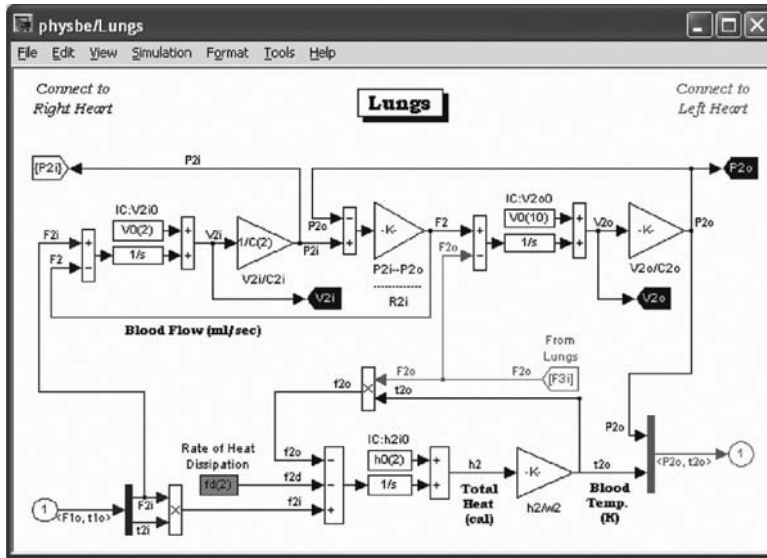 physbe/Lungs
File Edit View Simulation Format Tools Help
Connect to
Right Heart
Lungs
Connect to
Left Heart
[P2i]
P2i
P2o
IC:V2i0
IC:V2o0
F2i
V0(2)
V2i
1/C(2)
P2o
P2i
-K-
F2
V0(10)
V2o
-K-
P2o
F2
1/s
F2o
1/s
V2i/C2i
P2i--P2o
V2o/C2o
R2i
V2i
V2o
Blood Flow (ml/sec)
From
Lungs
F2o
F2o
[F3i]
f2o
t2o
P2o
Rate of Heat
Dissipation
IC:h2i0
f2o
h0(2)
fd(2)
f2d
1/s
h2
-K-
t2o
<P2o, t2o>
1
f2i
Total
Heat
(cal)
h2/w2
Blood
Temp.
(K)
1
<F1o, t1o>
F2i
t2i